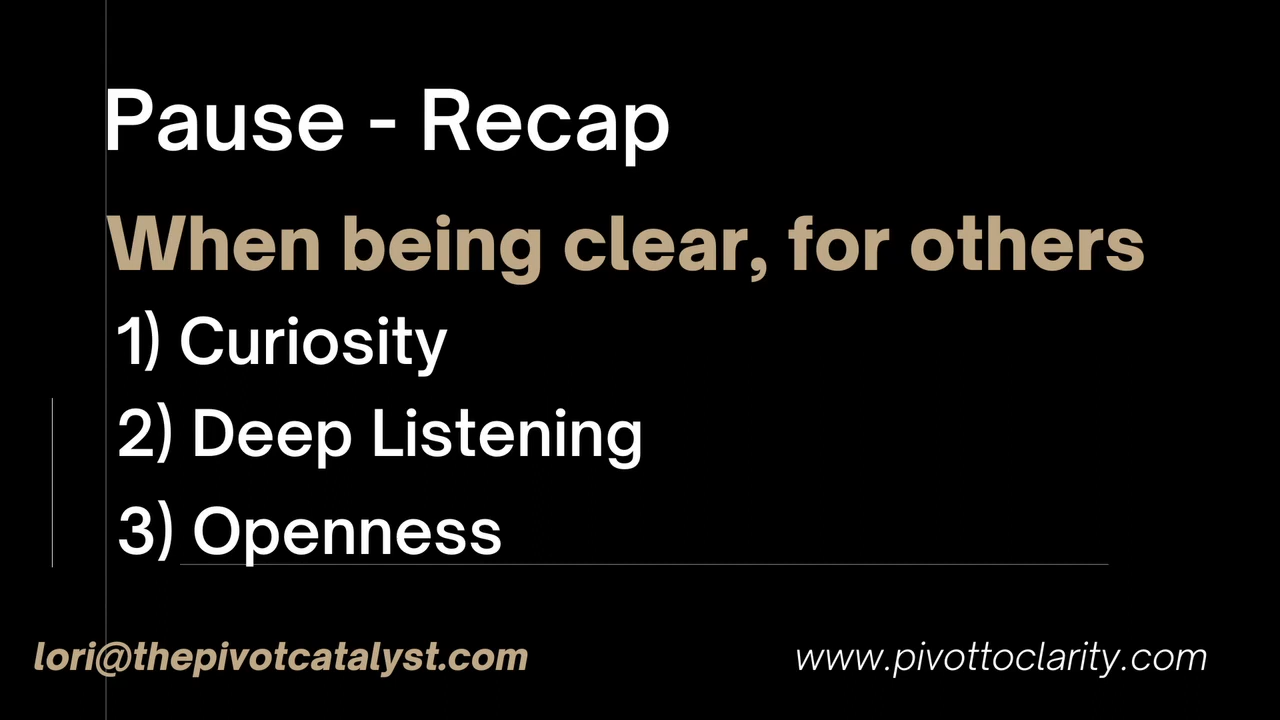 Pause - Recap
When being clear, for others
1) Curiosity
2) Deep Listening
3) Openness
lori@thepivotcatalyst.com
www.pivottoclarity.com